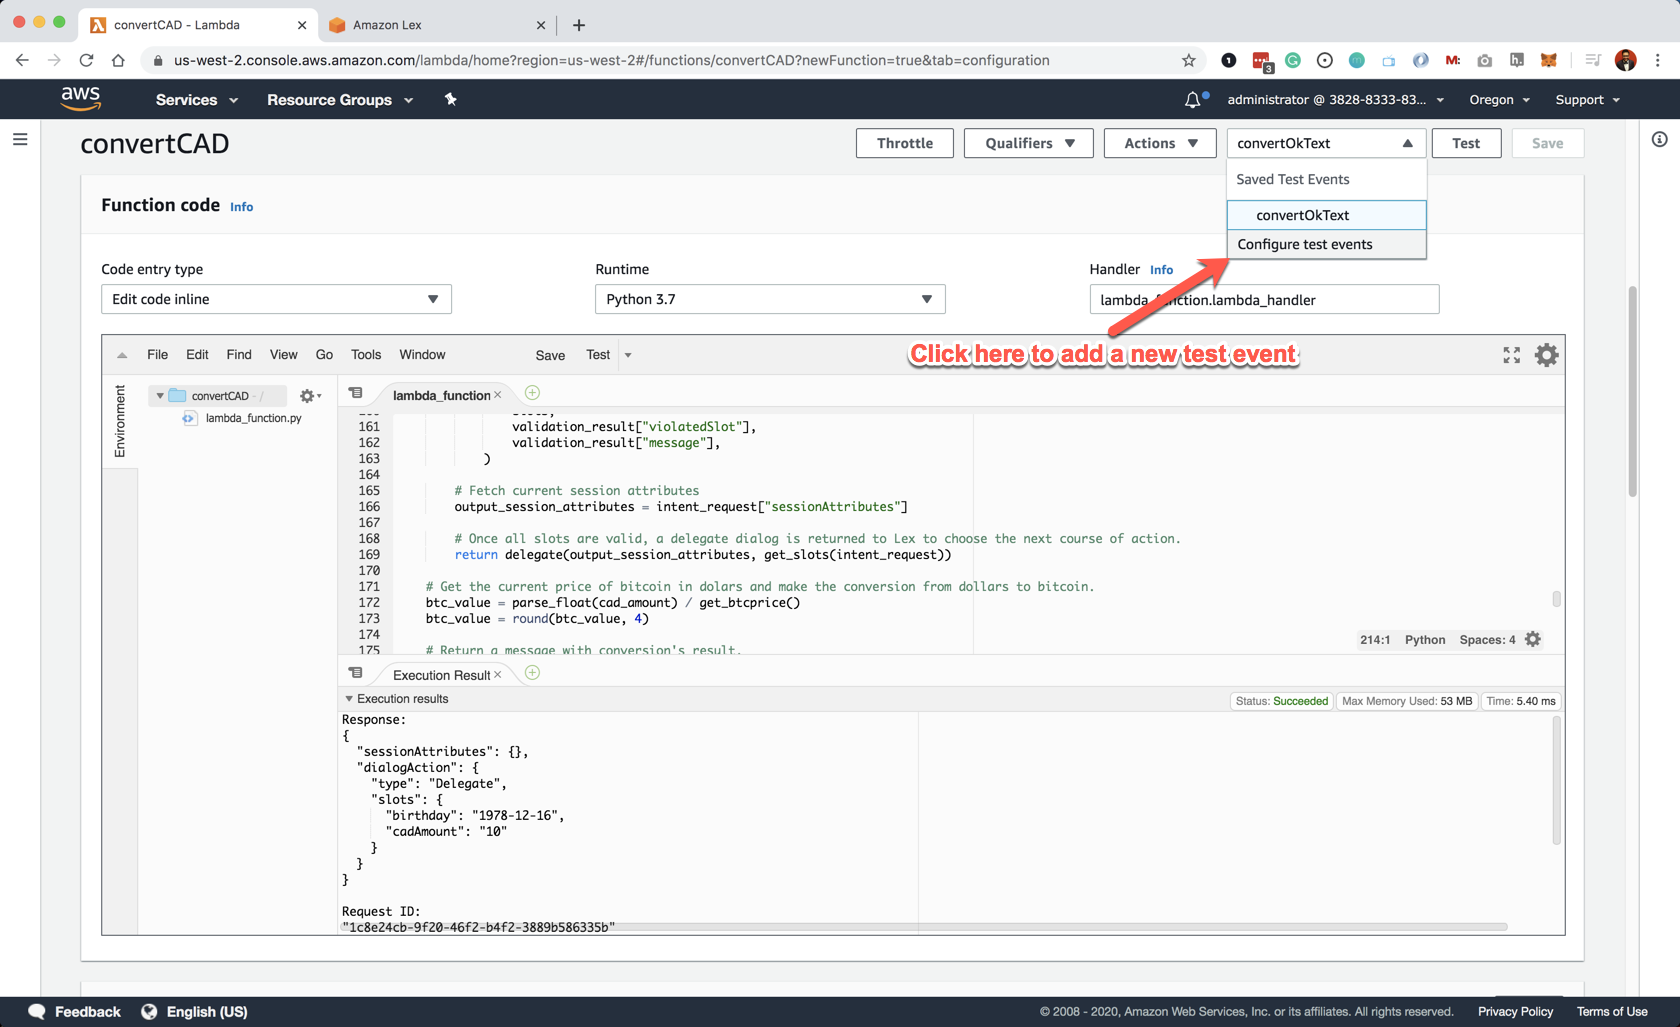 convertCAD - Lambda
Amazon Lex
us-west-2.console.aws.amazon.com/lambda/home?region=us-west-2#/functions/convertCAD?newFunction=true&tab=configuration
3
M:
aws
Services
Resource Groups
administrator @ 3828-8333-83...
Oregon
Support
convertCAD
Throttle
Qualifiers
Actions
convertOkText
Test
Save
Saved Test Events
convertOkText
Configure test events
Function code Info
Code entry type
Runtime
Handler Info
Edit code inline
Python 3.7
lambda_function.lambda_handler
Click here to add a new test event
File Edit Find View Go Tools Window Save Test
Environment
convertCAD - /
lambda_function.py
lambda_function
161 validation_result["violatedSlot"],
162 validation_result["message"],
163 )
164
165 # Fetch current session attributes
166 output_session_attributes = intent_request["sessionAttributes"]
167
168 # Once all slots are valid, a delegate dialog is returned to Lex to choose the next course of action.
169 return delegate(output_session_attributes, get_slots(intent_request))
170
171 # Get the current price of bitcoin in dolars and make the conversion from dollars to bitcoin.
172 btc_value = parse_float(cad_amount) / get_btcprice()
173 btc_value = round(btc_value, 4)
174
175 # Return a message with conversion's result.
214:1 Python Spaces: 4
Execution Result
Execution results
Status: Succeeded
Max Memory Used: 53 MB
Time: 5.40 ms
Response:
{
"sessionAttributes": {},
"dialogAction": {
"type": "Delegate",
"slots": {
"birthday": "1978-12-16",
"cadAmount": "10"
}
}
}
Request ID:
"1c8e24cb-9f20-46f2-b4f2-3889b586335b"
Feedback
English (US)
© 2008 - 2020, Amazon Web Services, Inc. or its affiliates. All rights reserved.
Privacy Policy
Terms of Use